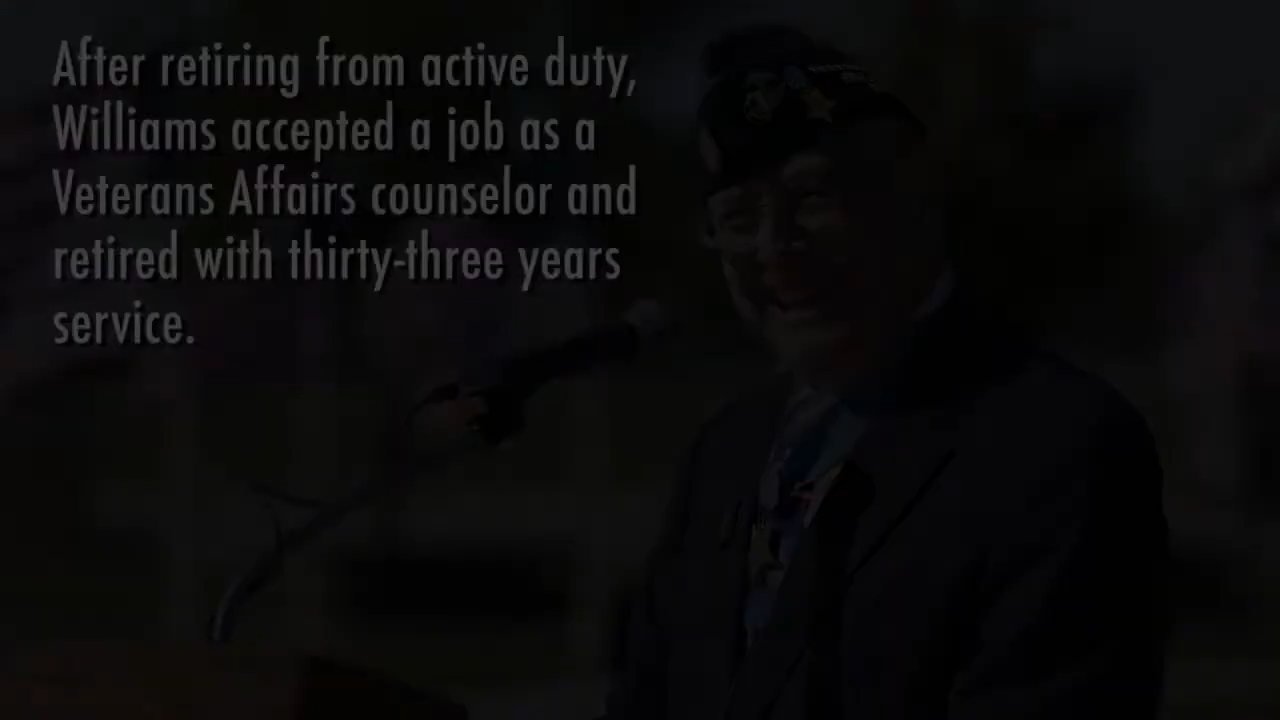 After retiring from active duty,
Williams accepted a job as a
Veterans Affairs counselor and
retired with thirty-three years
service.